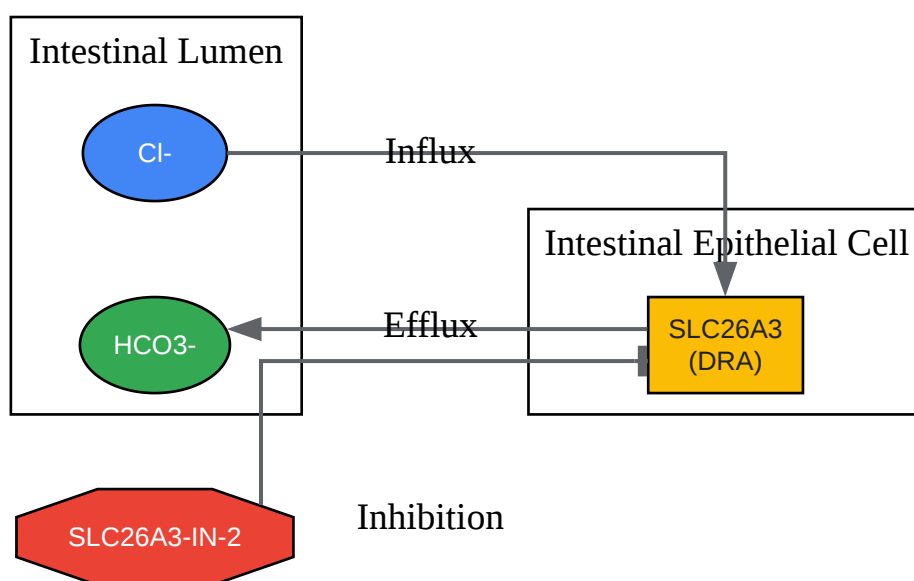 Intestinal Lumen
Cl-
Influx
Intestinal Epithelial Cell
HCO3-
Efflux
SLC26A3
(DRA)
SLC26A3-IN-2
Inhibition